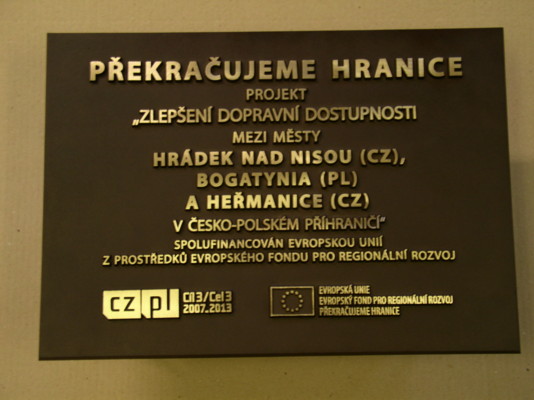 PŘEKRAČUJEME HRANICE
PROJEKT
„ZLEPŠENÍ DOPRAVNÍ DOSTUPNOSTI
MEZI MĚSTY
HRÁDEK NAD NISOU (CZ),
BOGATYNIA (PL)
A HEŘMANICE (CZ)
V ČESKO-POLSKÉM PŘÍHRANIČÍ“
SPOLUFINANCOVÁN EVROPSKOU UNIÍ
Z PROSTŘEDKŮ EVROPSKÉHO FONDU PRO REGIONÁLNÍ ROZVOJ
cz pl
Cíl 3/Cel 3
2007_2013
EVROPSKÁ UNIE
EVROPSKÝ FOND PRO REGIONÁLNÍ ROZVOJ
PŘEKRAČUJEME HRANICE